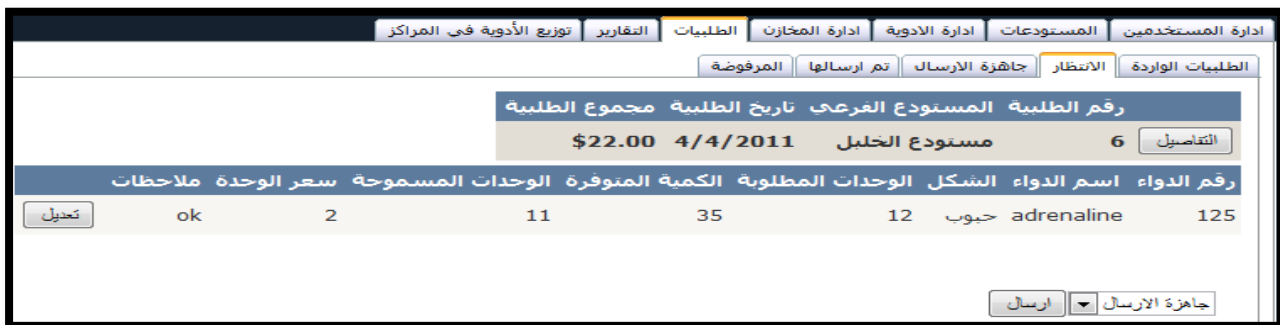 ادارة المستخدمين المستودعات ادارة الادوية ادارة المخازن الطلبيات التقارير توزيع الأدوية في المراكز
الطلبيات الواردة الانتظار جاهزة الارسال تم ارسالها المرفوضة
رقم الطلبية المستودع الفرعي تاريخ الطلبية مجموع الطلبية
التفاصيل 6 مستودع الخليل 4/4/2011 $22.00
رقم الدواء اسم الدواء الشكل الوحدات المطلوبة الكمية المتوفرة الوحدات المسموحة سعر الوحدة ملاحظات
125 adrenaline حبوب 12 35 11 2 ok تعديل
جاهزة الارسال ارسال